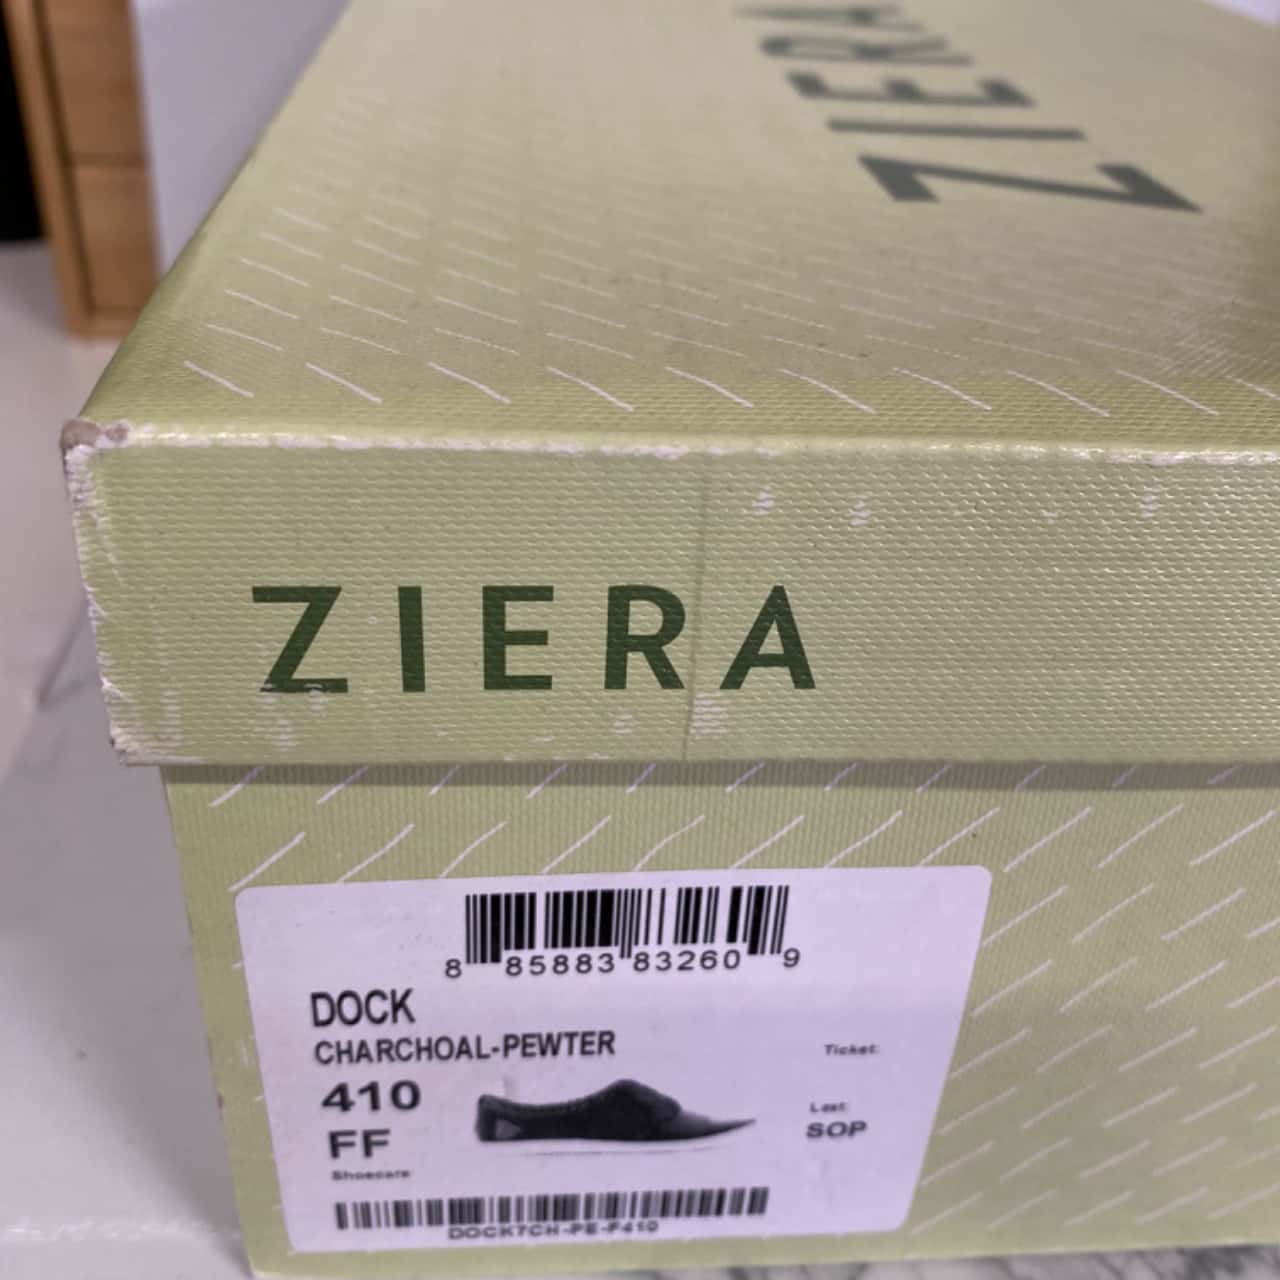 ZIERA
ZIERA
8 85883 83260 9
DOCK
CHARCHOAL-PEWTER
410
FF
Shoecare
Ticket:
Last:
SOP
DOCK7CH-PE-F410